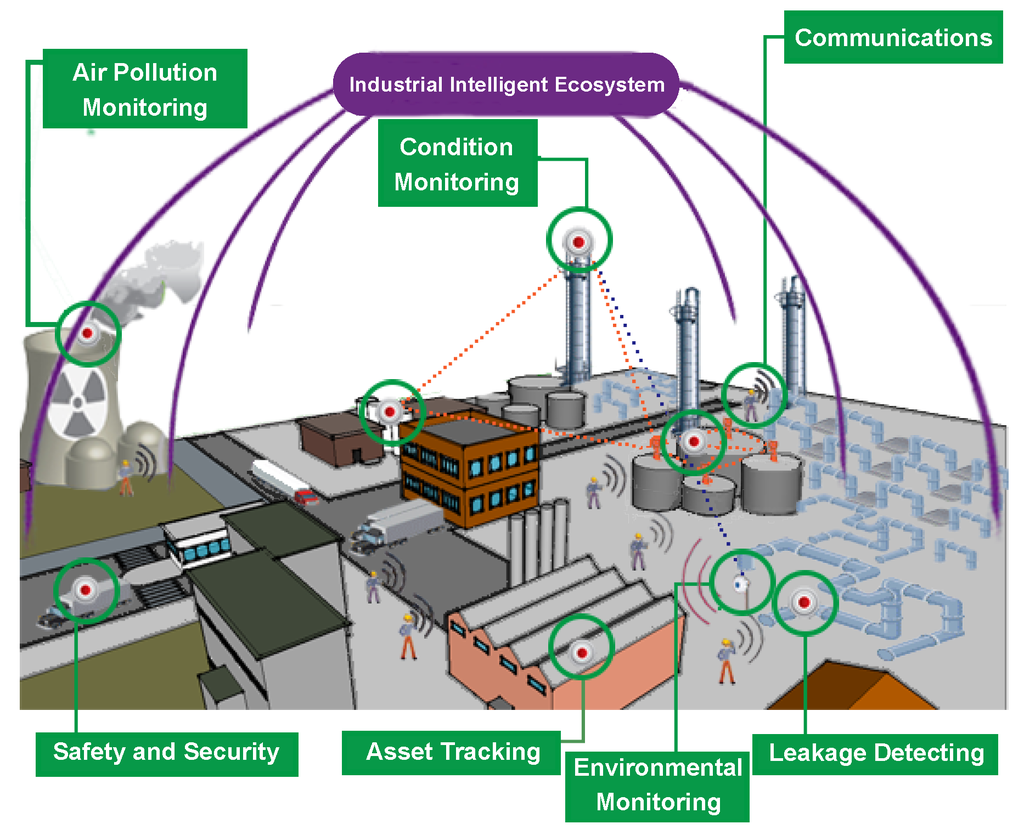 Communications
Air Pollution
Monitoring
Industrial Intelligent Ecosystem
Condition
Monitoring
Safety and Security
Asset Tracking
Environmental
Monitoring
Leakage Detecting